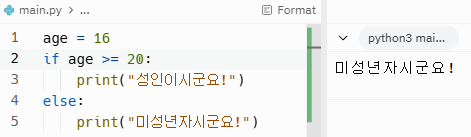 main.py > ...
Format
1 age = 16
2 if age >= 20:
3 print("성인이시군요!")
4 else:
5 print("미성년자시군요!")
python3 mai...
미성년자시군요!